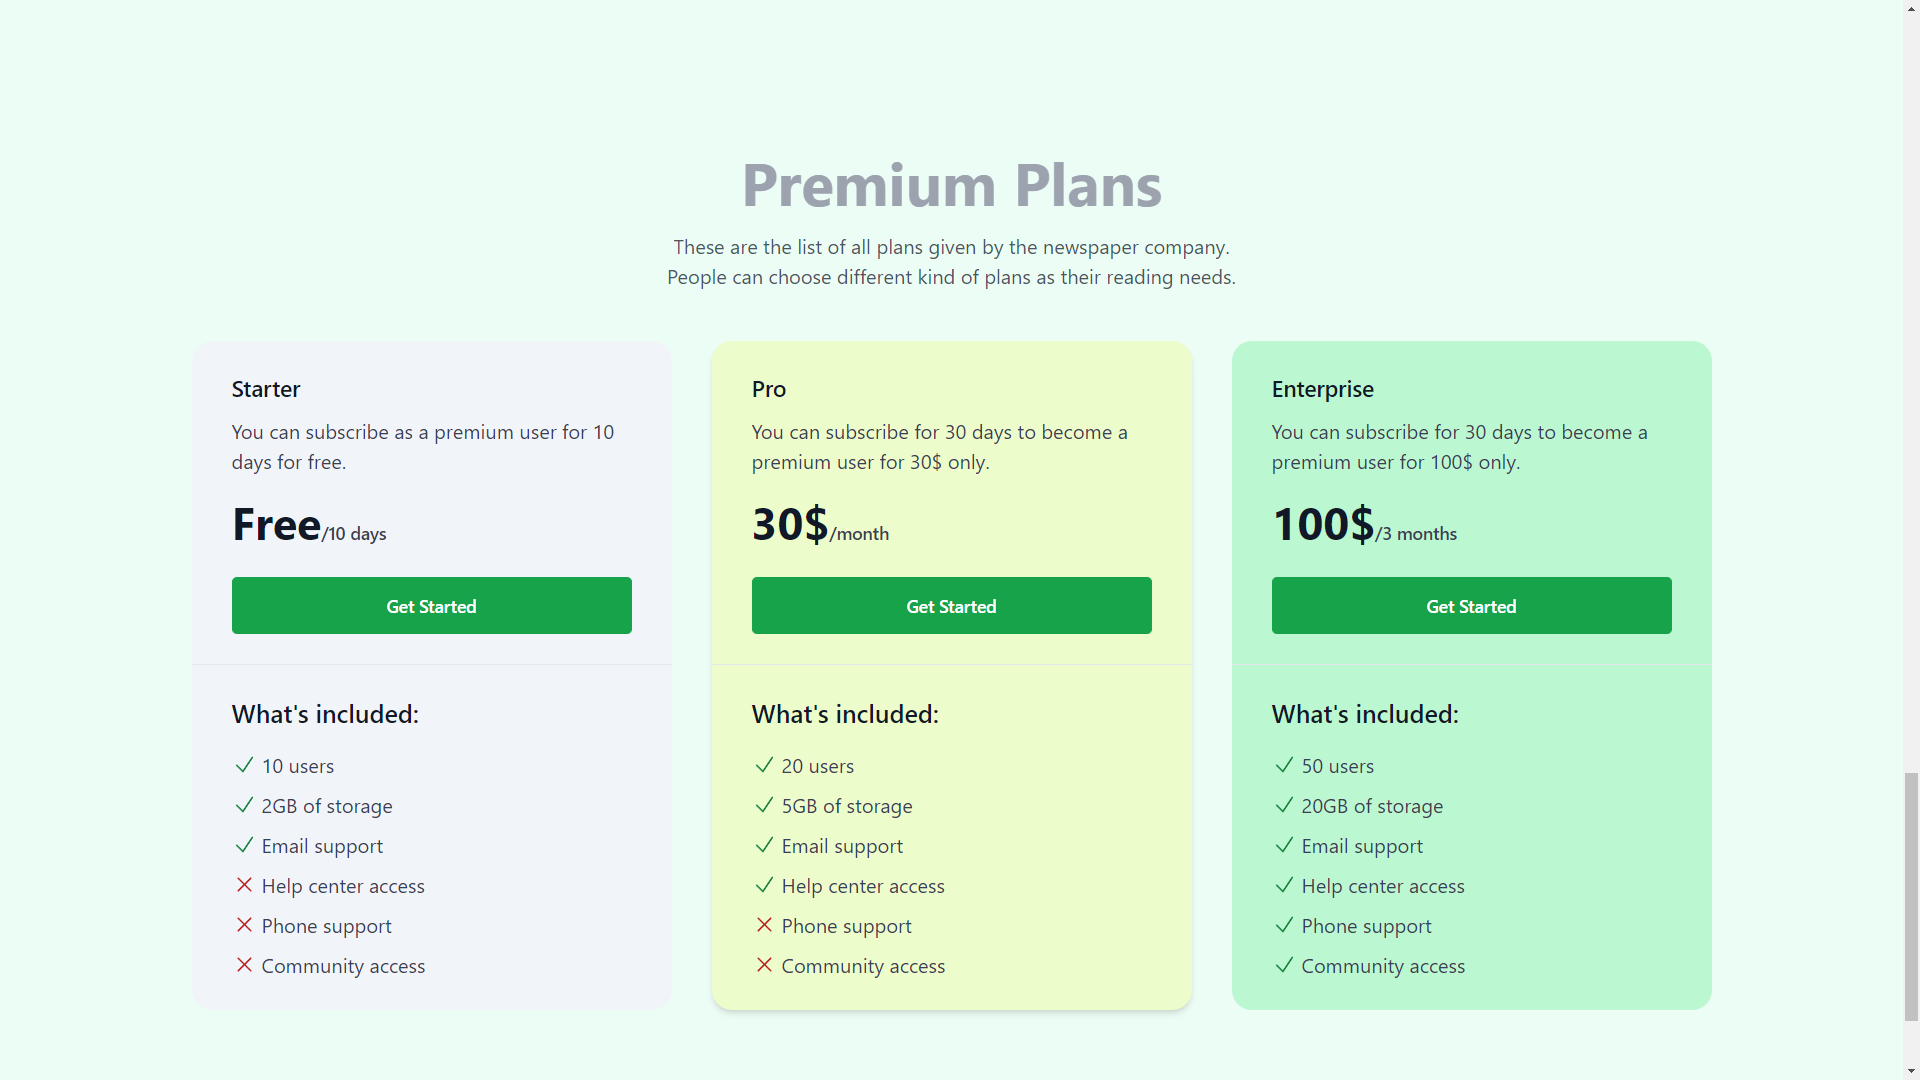 Premium Plans
These are the list of all plans given by the newspaper company.
People can choose different kind of plans as their reading needs.
Starter
You can subscribe as a premium user for 10
days for free.
Free/10 days
Get Started
What's included:
10 users
2GB of storage
Email support
Help center access
Phone support
Community access
Pro
You can subscribe for 30 days to become a
premium user for 30$ only.
30$/month
Get Started
What's included:
20 users
5GB of storage
Email support
Help center access
Phone support
Community access
Enterprise
You can subscribe for 30 days to become a
premium user for 100$ only.
100$/3 months
Get Started
What's included:
50 users
20GB of storage
Email support
Help center access
Phone support
Community access